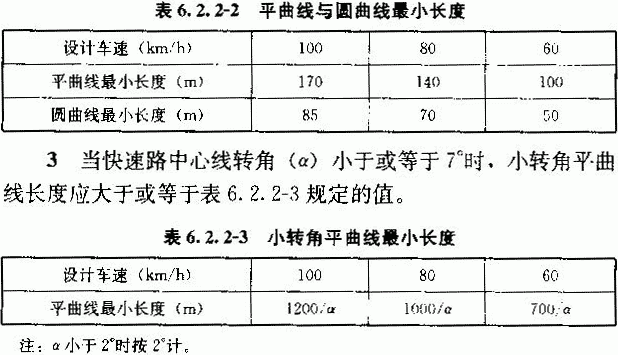 表 6.2.2-2 平曲线与圆曲线最小长度
设计车速（km/h） 100 80 60
平曲线最小长度（m） 170 140 100
圆曲线最小长度（m） 85 70 50
3 当快速路中心线转角（α）小于或等于 7°时，小转角平曲
线长度应大于或等于表 6.2.2-3 规定的值。
表 6.2.2-3 小转角平曲线最小长度
设计车速（km/h） 100 80 60
平曲线最小长度（m） 1200/α 1000/α 700/α
注：α小于 2°时按 2°计。